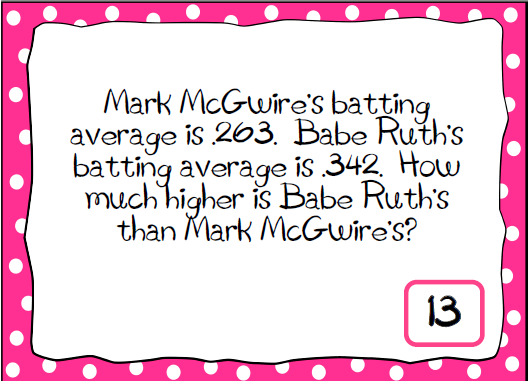 Mark McGwire's batting
average is .263.  Babe Ruth's
batting average is .342.  How
much higher is Babe Ruth's
than Mark McGwire's?
13